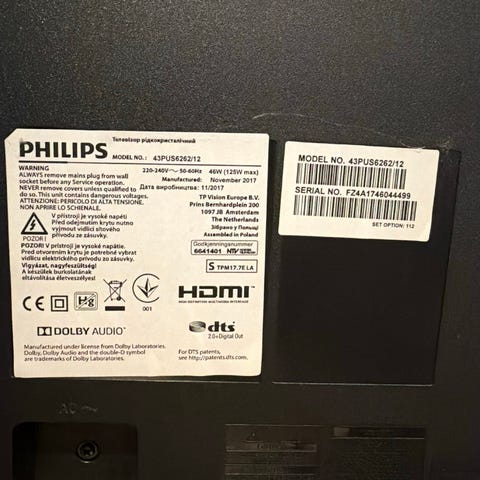 Телевізор рідкокристалічний
PHILIPS
MODEL NO.: 43PUS6262/12
WARNING
ALWAYS remove mains plug from wall
socket before any Service operation.
NEVER remove covers unless qualified to
do so. This unit contains dangerous voltages.
ATTENZIONE: PERICOLO DI ALTA TENSIONE,
NON APRIRE.
V přístroji je vysoké napětí
Před odejmutím krytu nutno
vyjmout vidlici síťového
přívodu ze zásuvky.
POZOR!
V prístroji je vysoké napätie.
Pred otvorením krytu je nutné vytiahnuť vidlicu
elektrického prívodu zo zásuvky.
Vigyázat, nagyfeszültség!
A készülék burkolatának
eltávolítása életveszélyes!
220-240V~ 50-60Hz 46W (125W max)
Manufactured in: November 2017
Дата виробництва: 11/2017
TP Vision Europe B.V.
Prins Bernhardplein 200
1097 JB Amsterdam
The Netherlands
Зібрано у Польщі
Assembled in Poland
Godkjenningsnummer
6641401 NTV
S TPM17.7E LA
CE
001
HDMI
HIGH-DEFINITION MULTIMEDIA INTERFACE
DOLBY AUDIO™
Manufactured under license from Dolby Laboratories.
Dolby, Dolby Audio and the double-D symbol
are trademarks of Dolby Laboratories.
dts
2.0+Digital Out
For DTS patents,
see http://patents.dts.com.
MODEL NO. 43PUS6262/12
SERIAL NO. FZ4A1746044499
SET OPTION: 112
AC ~